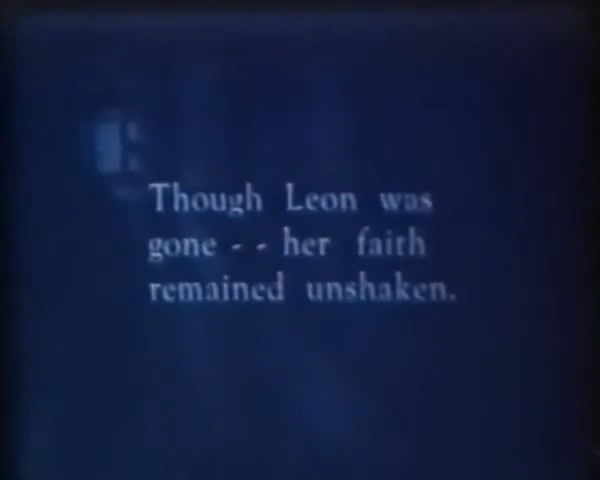 Though Leon was
gone - - her faith
remained unshaken.